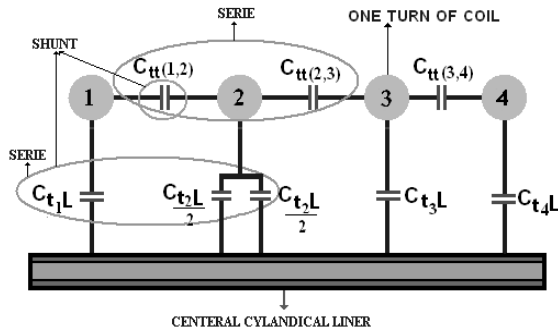 SERIE
ONE TURN OF COIL
SHUNT
Ctt(1,2)
Ctt(2,3)
Ctt(3,4)
1
2
3
4
SERIE
Ct1L
Ct2L
2
Ct2L
2
Ct3L
Ct4L
CENTERAL CYLANDICAL LINER